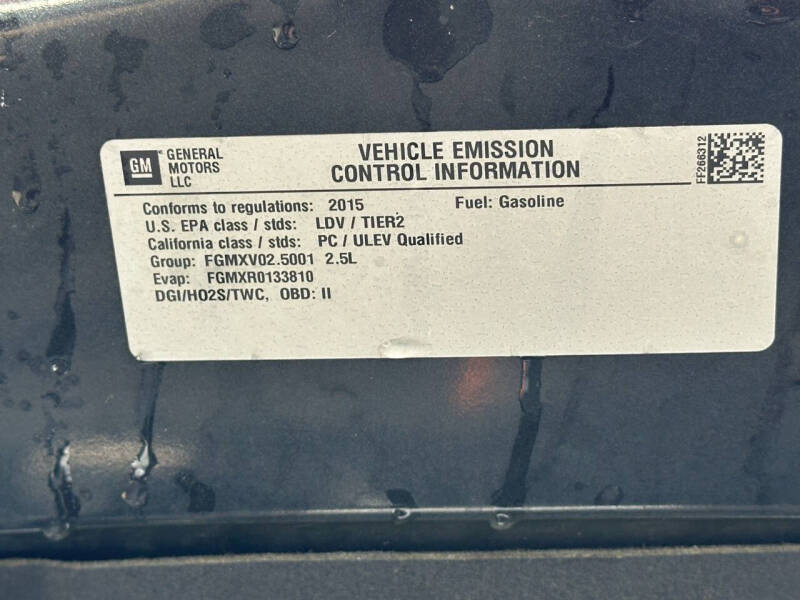 GM
GENERAL
MOTORS
LLC
VEHICLE EMISSION
CONTROL INFORMATION
FF266312
Conforms to regulations: 2015 Fuel: Gasoline
U.S. EPA class / stds: LDV / TIER2
California class / stds: PC / ULEV Qualified
Group: FGMXV02.5001 2.5L
Evap: FGMXR0133810
DGI/HO2S/TWC, OBD: II